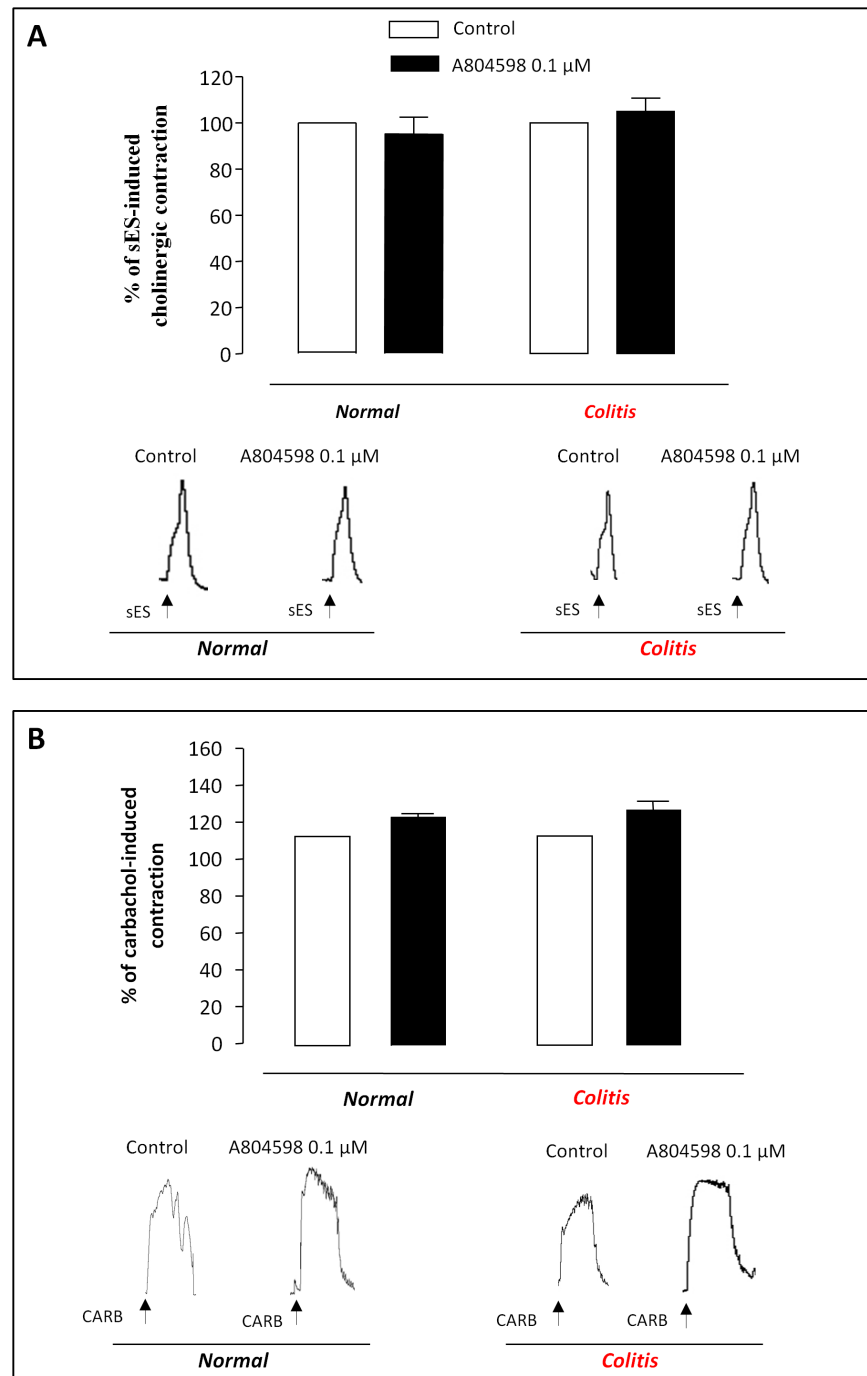 A
Control
A804598 0.1 µM
% of sES-induced
cholinergic contraction
120
100
80
60
40
20
0
Normal Colitis
Control A804598 0.1 µM Control A804598 0.1 µM
sES sES sES sES
Normal Colitis
B
% of carbachol-induced
contraction
160
140
120
100
80
60
40
20
0
Normal Colitis
Control A804598 0.1 µM Control A804598 0.1 µM
CARB CARB CARB CARB
Normal Colitis